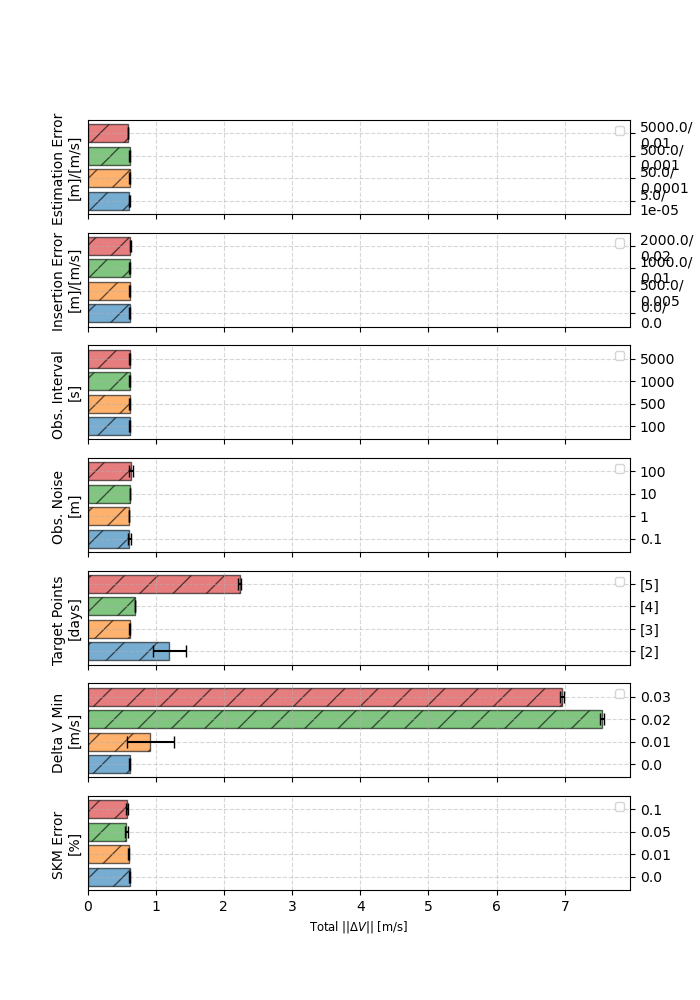 Estimation Error
[m]/[m/s]
5000.0/
0.01
500.0/
0.001
50.0/
0.0001
5.0/
1e-05
Insertion Error
[m]/[m/s]
2000.0/
0.02
1000.0/
0.01
500.0/
0.005
0.0/
0.0
Obs. Interval
[s]
5000
1000
500
100
Obs. Noise
[m]
100
10
1
0.1
Target Points
[days]
[5]
[4]
[3]
[2]
Delta V Min
[m/s]
0.03
0.02
0.01
0.0
SKM Error
[%]
0.1
0.05
0.01
0.0
0 1 2 3 4 5 6 7
Total ||ΔV|| [m/s]